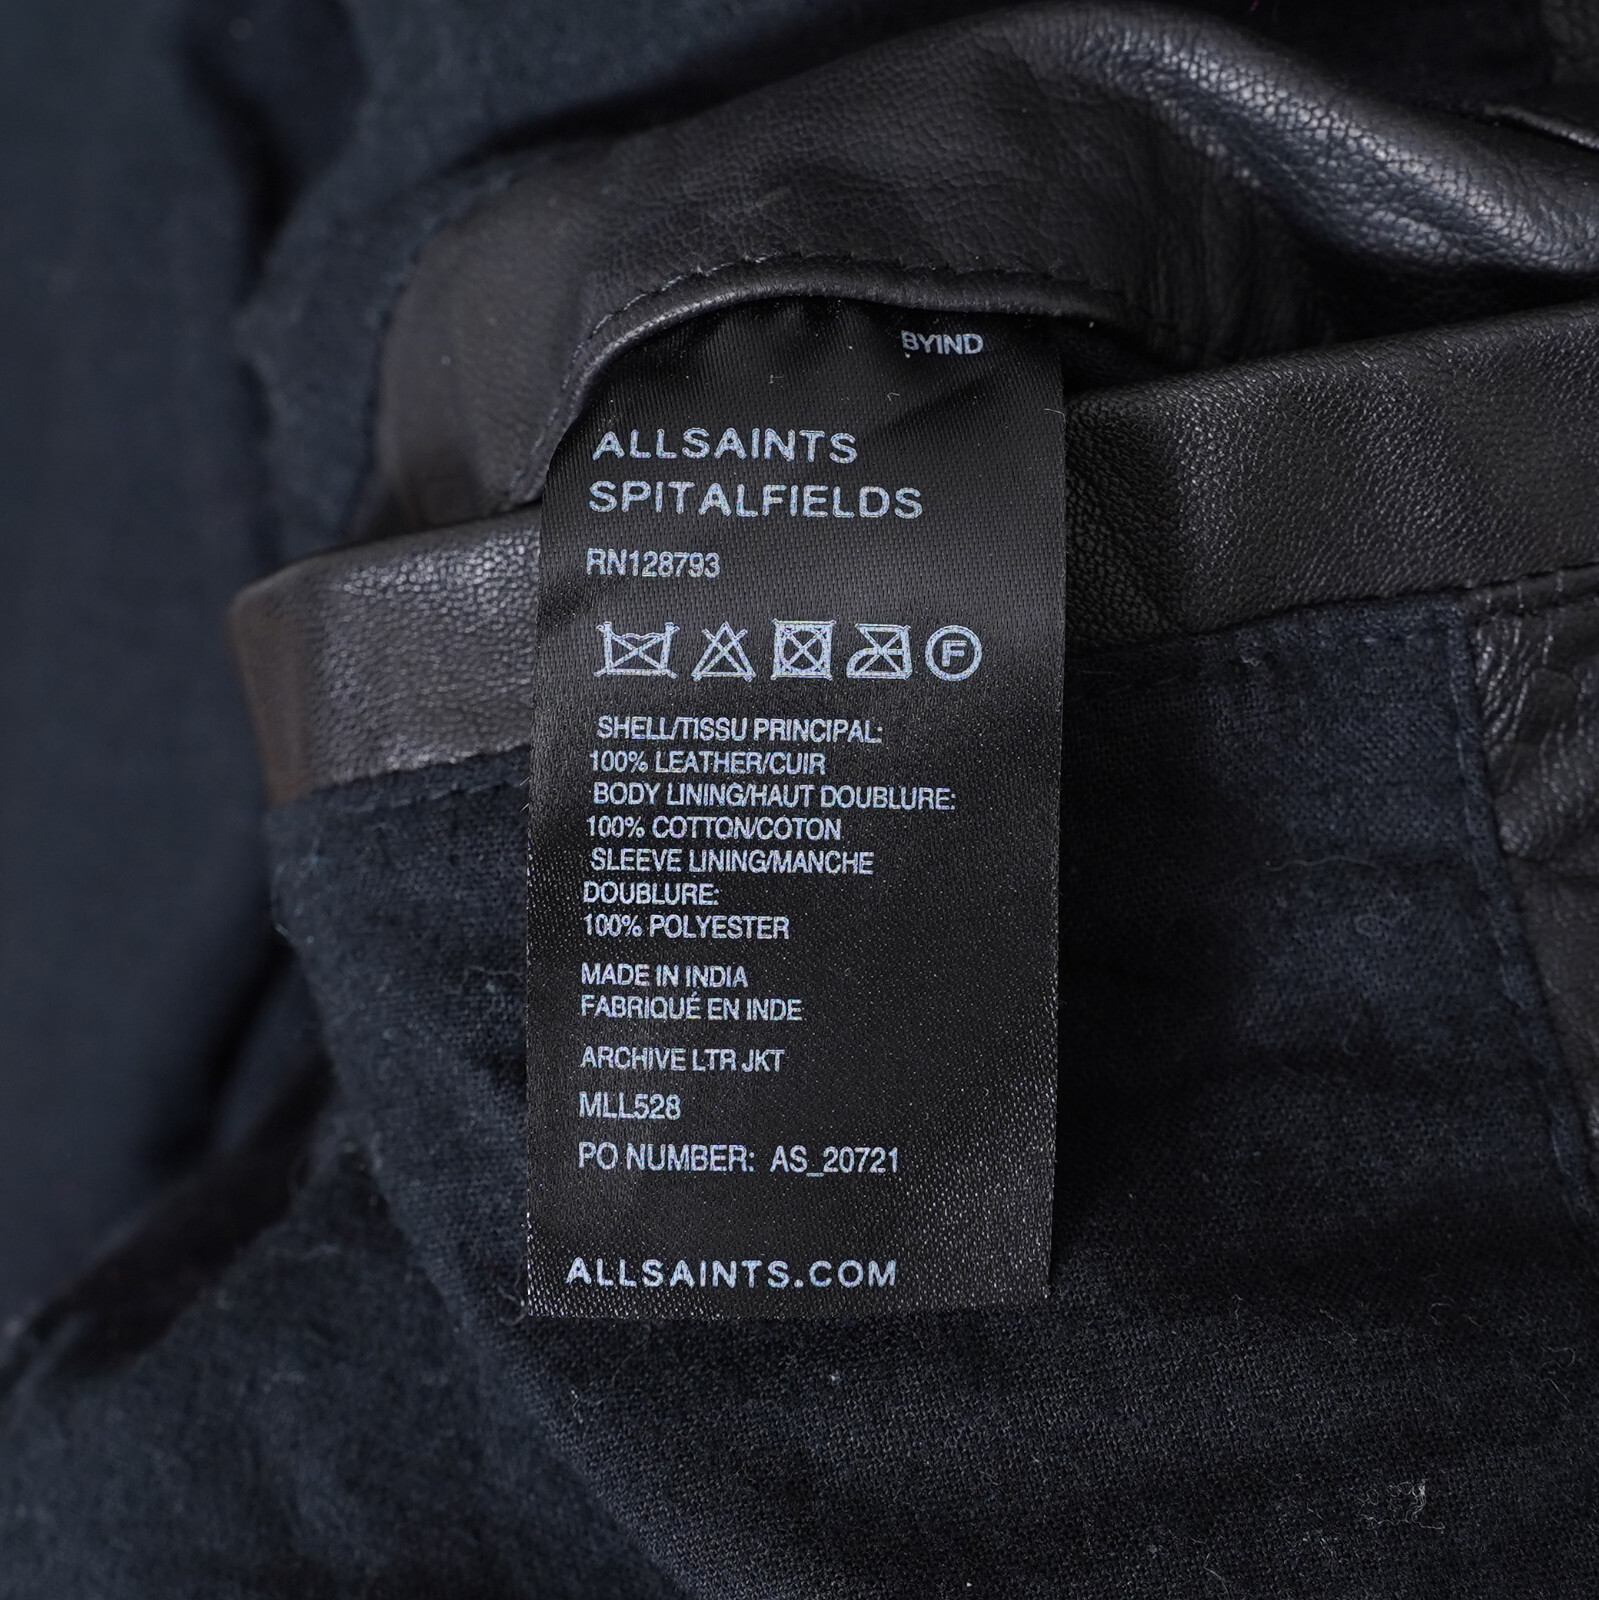 BYIND
ALLSAINTS
SPITALFIELDS
RN128793
F
SHELL/TISSU PRINCIPAL:
100% LEATHER/CUIR
BODY LINING/HAUT DOUBLURE:
100% COTTON/COTON
SLEEVE LINING/MANCHE
DOUBLURE:
100% POLYESTER
MADE IN INDIA
FABRIQUÉ EN INDE
ARCHIVE LTR JKT
MLL528
PO NUMBER: AS_20721
ALLSAINTS.COM